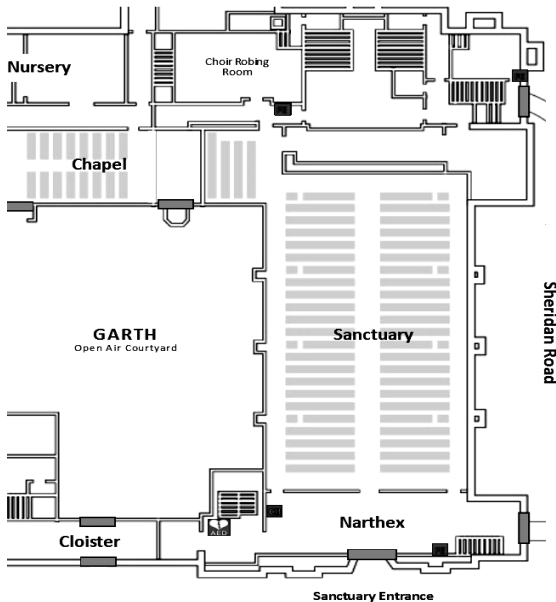 Nursery
Choir Robing
Room
Chapel
GARTH
Open Air Courtyard
Sanctuary
Sheridan Road
Narthex
AED
Cloister
Sanctuary Entrance